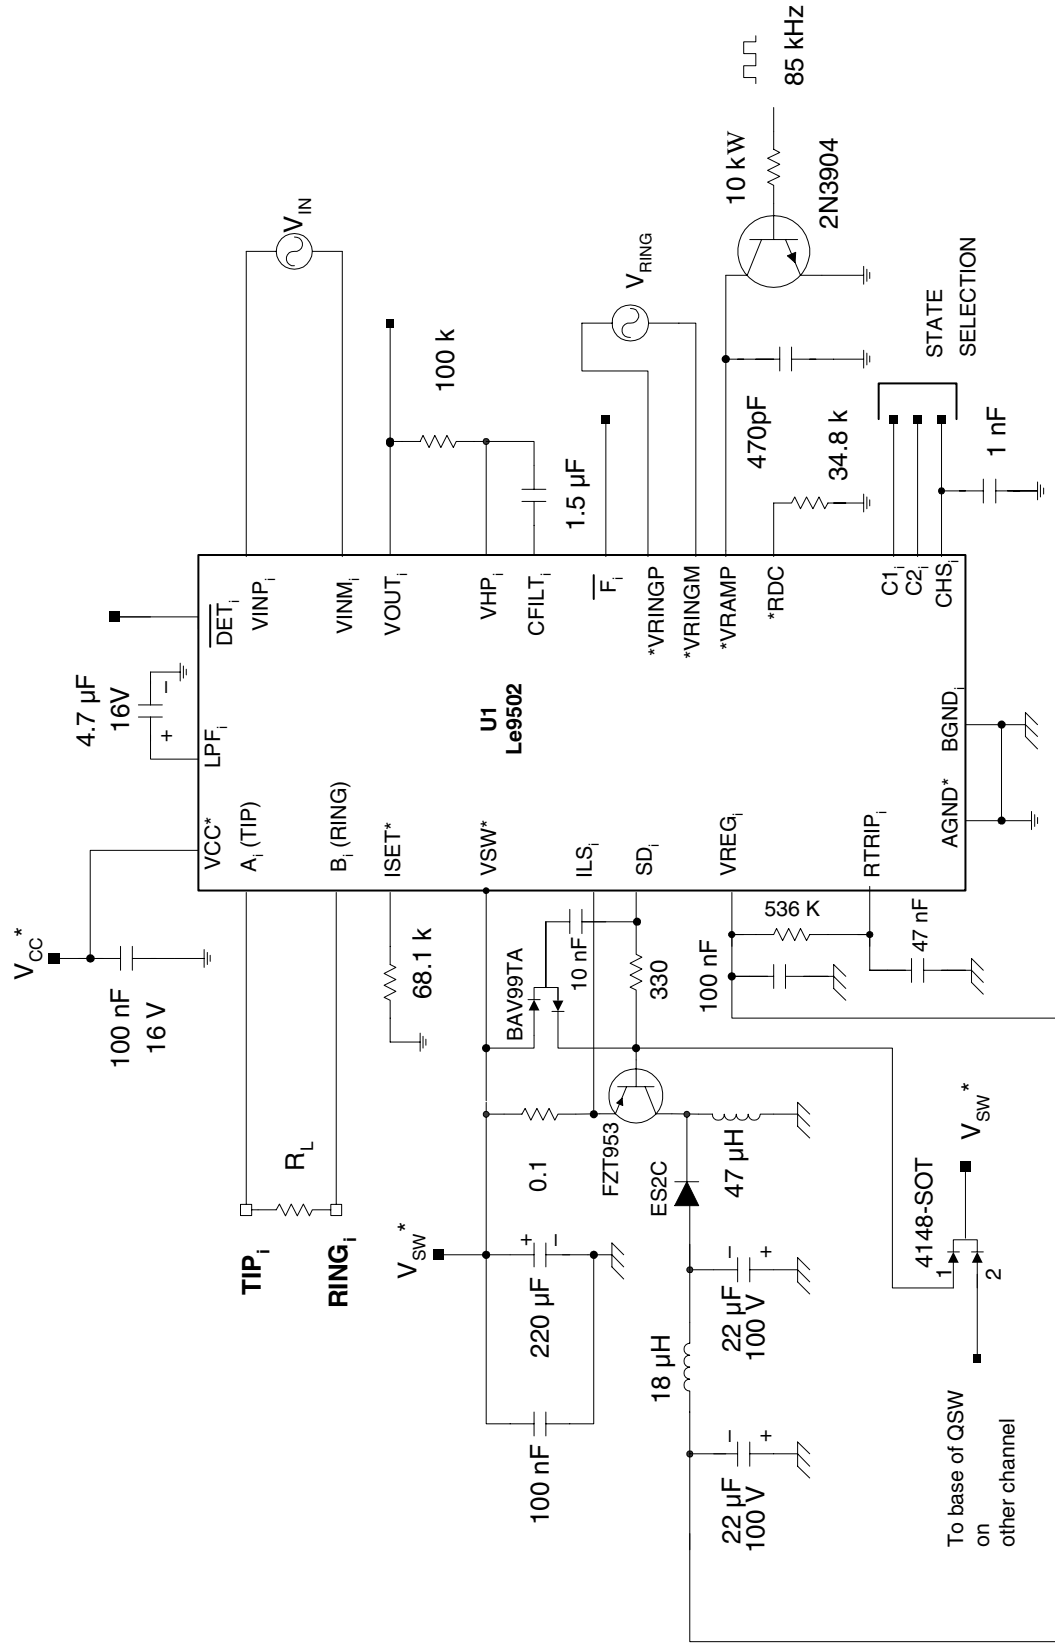 V_CC*
100 nF
16 V
4.7 µF
16V
+
−
TIP_i
RING_i
R_L
VCC*
LPF_i
DET_i
A_i (TIP)
VINP_i
V_IN
B_i (RING)
VINM_i
ISET*
VOUT_i
68.1 k
100 k
V_SW*
VSW*
VHP_i
CFILT_i
1.5 µF
U1
Le9502
100 nF
220 µF
+
−
0.1
BAV99TA
10 nF
ILS_i
F_i
SD_i
*VRINGP
V_RING
FZT953
330
*VRINGM
VREG_i
*VRAMP
18 µH
ES2C
47 µH
100 nF
536 K
*RDC
470pF
10 kW
85 kHz
2N3904
34.8 k
22 µF
100 V
−
+
22 µF
100 V
−
+
RTRIP_i
47 nF
C1_i
C2_i
CHS_i
STATE
SELECTION
1 nF
AGND*
BGND_i
4148-SOT
1
2
V_SW*
To base of QSW
on
other channel